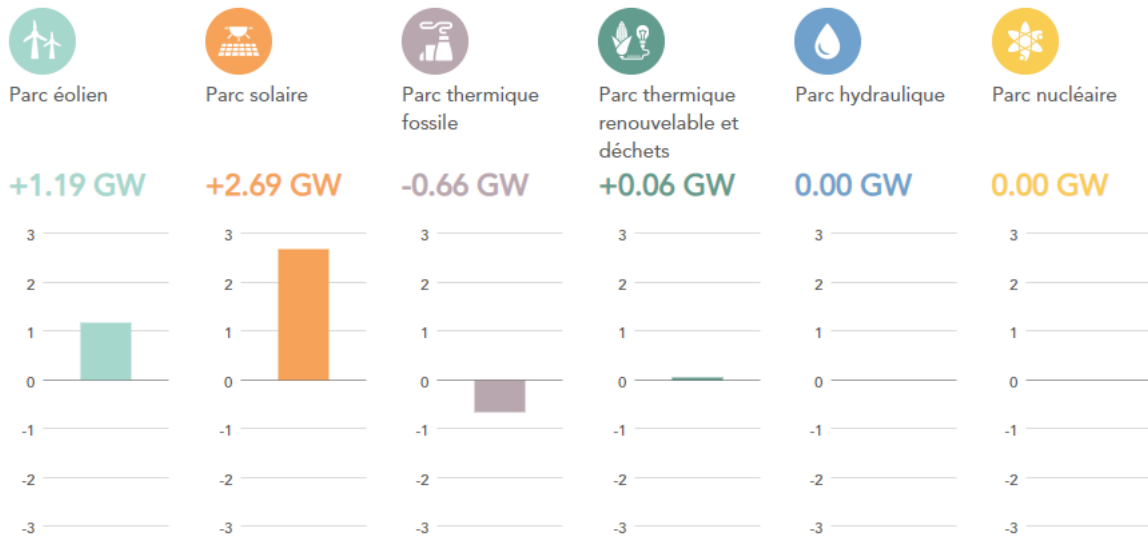 Parc éolien
Parc solaire
Parc thermique
fossile
Parc thermique
renouvelable et
déchets
Parc hydraulique
Parc nucléaire
+1.19 GW
+2.69 GW
-0.66 GW
+0.06 GW
0.00 GW
0.00 GW
3
2
1
0
-1
-2
-3
3
2
1
0
-1
-2
-3
3
2
1
0
-1
-2
-3
3
2
1
0
-1
-2
-3
3
2
1
0
-1
-2
-3
3
2
1
0
-1
-2
-3